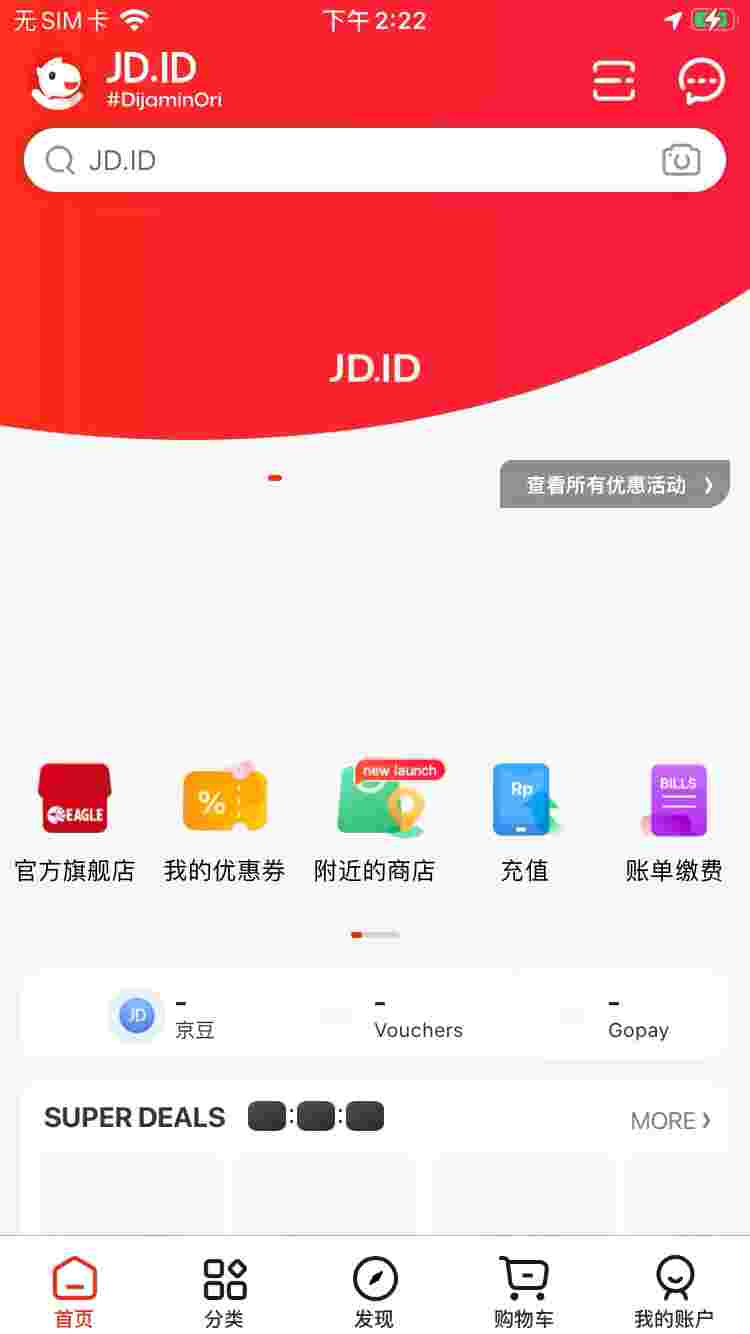 无SIM卡 下午2:22
JD.ID
#DijaminOri
JD.ID
JD.ID
查看所有优惠活动 ›
EAGLE
%
new launch
Rp
BILLS
官方旗舰店
我的优惠券
附近的商店
充值
账单缴费
JD
-
京豆
-
Vouchers
-
Gopay
SUPER DEALS : :
MORE ›
首页
分类
发现
购物车
我的账户